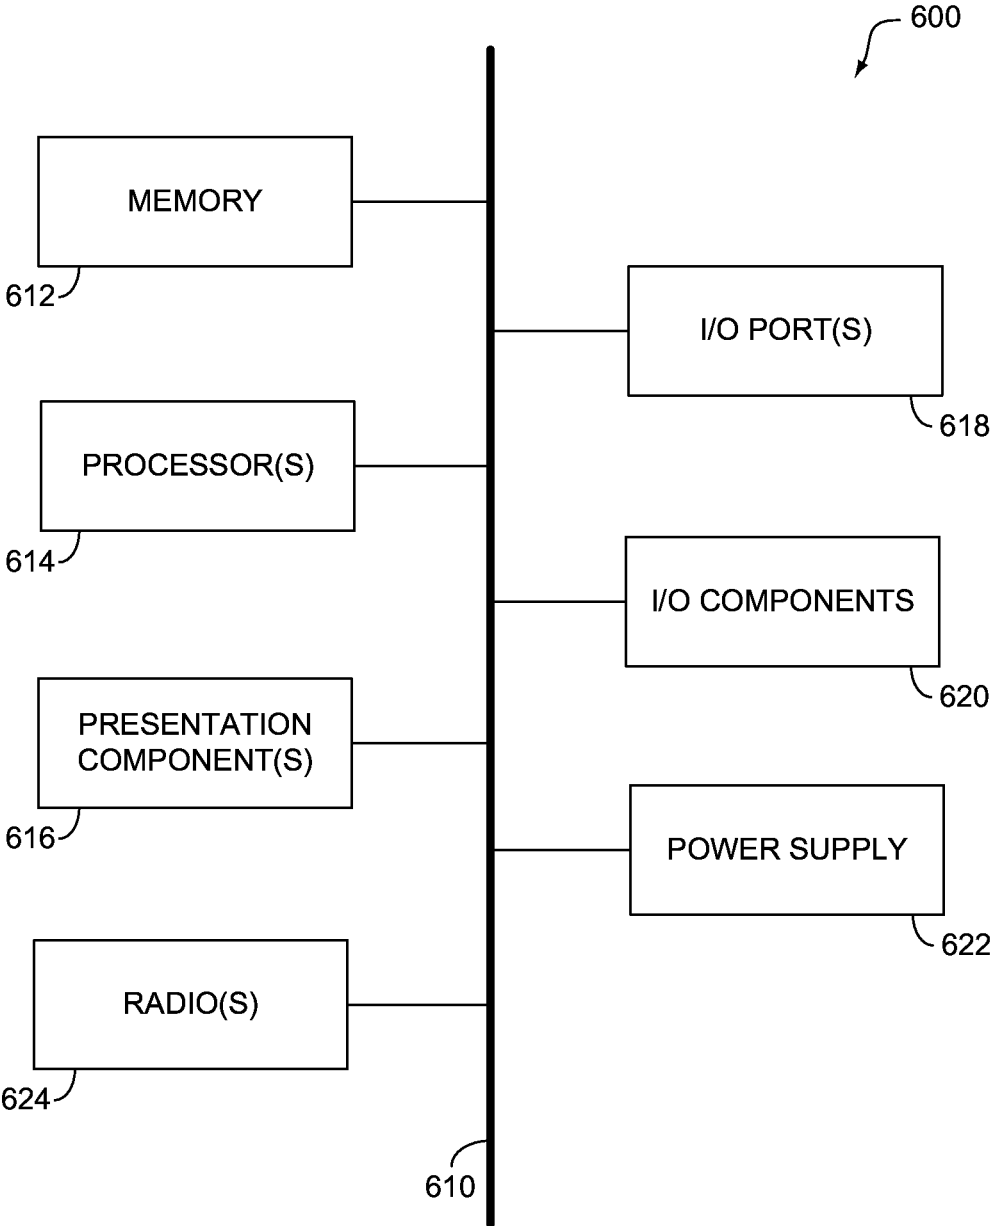 600
MEMORY
612
I/O PORT(S)
618
PROCESSOR(S)
614
I/O COMPONENTS
620
PRESENTATION
COMPONENT(S)
616
POWER SUPPLY
622
RADIO(S)
624
610